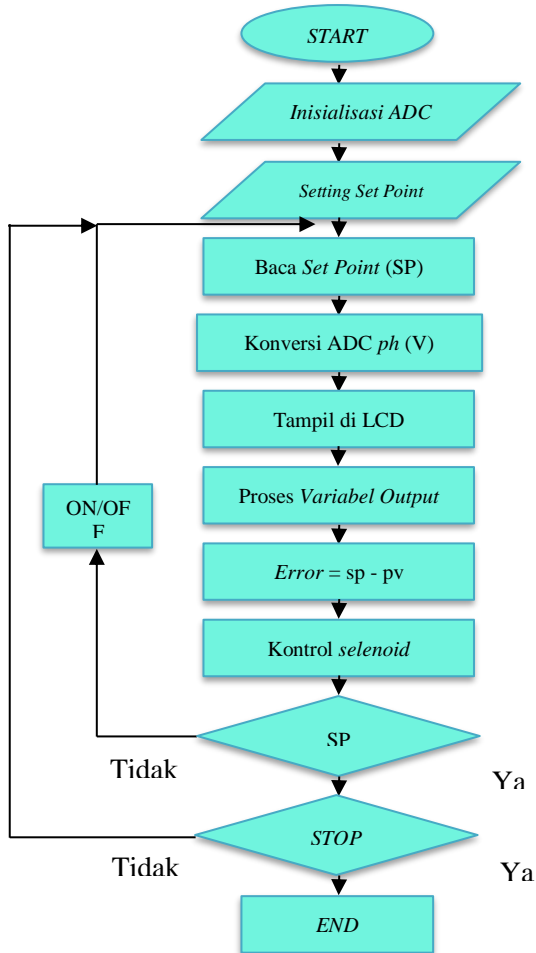 START
Inisialisasi ADC
Setting Set Point
Baca Set Point (SP)
Konversi ADC ph (V)
Tampil di LCD
ON/OF
F
Proses Variabel Output
Error = sp - pv
Kontrol selenoid
SP
Tidak
Ya
STOP
Tidak
Ya
END